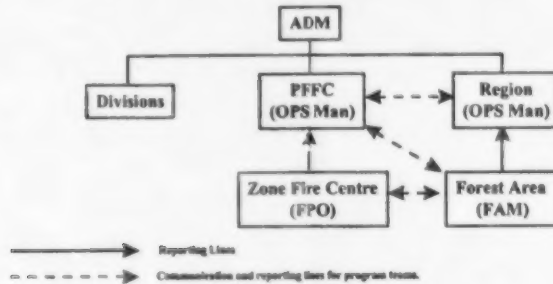 ADM
Divisions
PFFC
(OPS Man)
Region
(OPS Man)
Zone Fire Centre
(FPO)
Forest Area
(FAM)
Reporting Lines
Communication and reporting lines for program teams.